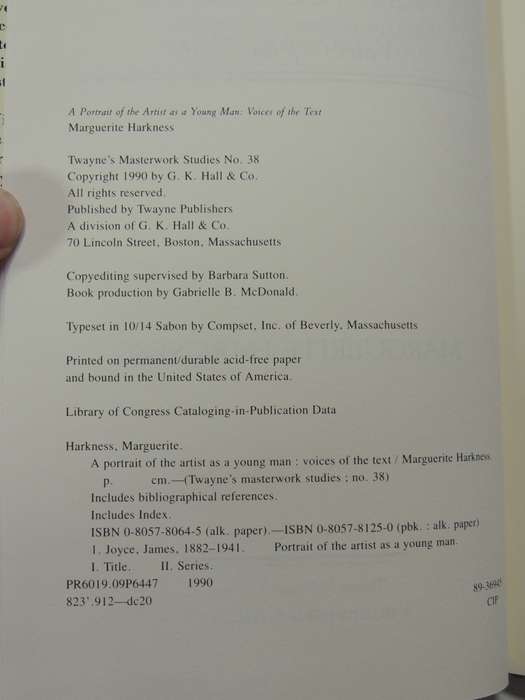 A Portrait of the Artist as a Young Man: Voices of the Text
Marguerite Harkness
Twayne's Masterwork Studies No. 38
Copyright 1990 by G. K. Hall & Co.
All rights reserved.
Published by Twayne Publishers
A division of G. K. Hall & Co.
70 Lincoln Street, Boston, Massachusetts
Copyediting supervised by Barbara Sutton.
Book production by Gabrielle B. McDonald.
Typeset in 10/14 Sabon by Compset, Inc. of Beverly, Massachusetts
Printed on permanent/durable acid-free paper
and bound in the United States of America.
Library of Congress Cataloging-in-Publication Data
Harkness, Marguerite.
A portrait of the artist as a young man : voices of the text / Marguerite Harkness.
p. cm.—(Twayne's masterwork studies ; no. 38)
Includes bibliographical references.
Includes Index.
ISBN 0-8057-8064-5 (alk. paper).—ISBN 0-8057-8125-0 (pbk. : alk. paper)
1. Joyce, James, 1882–1941. Portrait of the artist as a young man.
I. Title. II. Series.
PR6019.O9P6447 1990
823'.912—dc20 89-36945
CIP